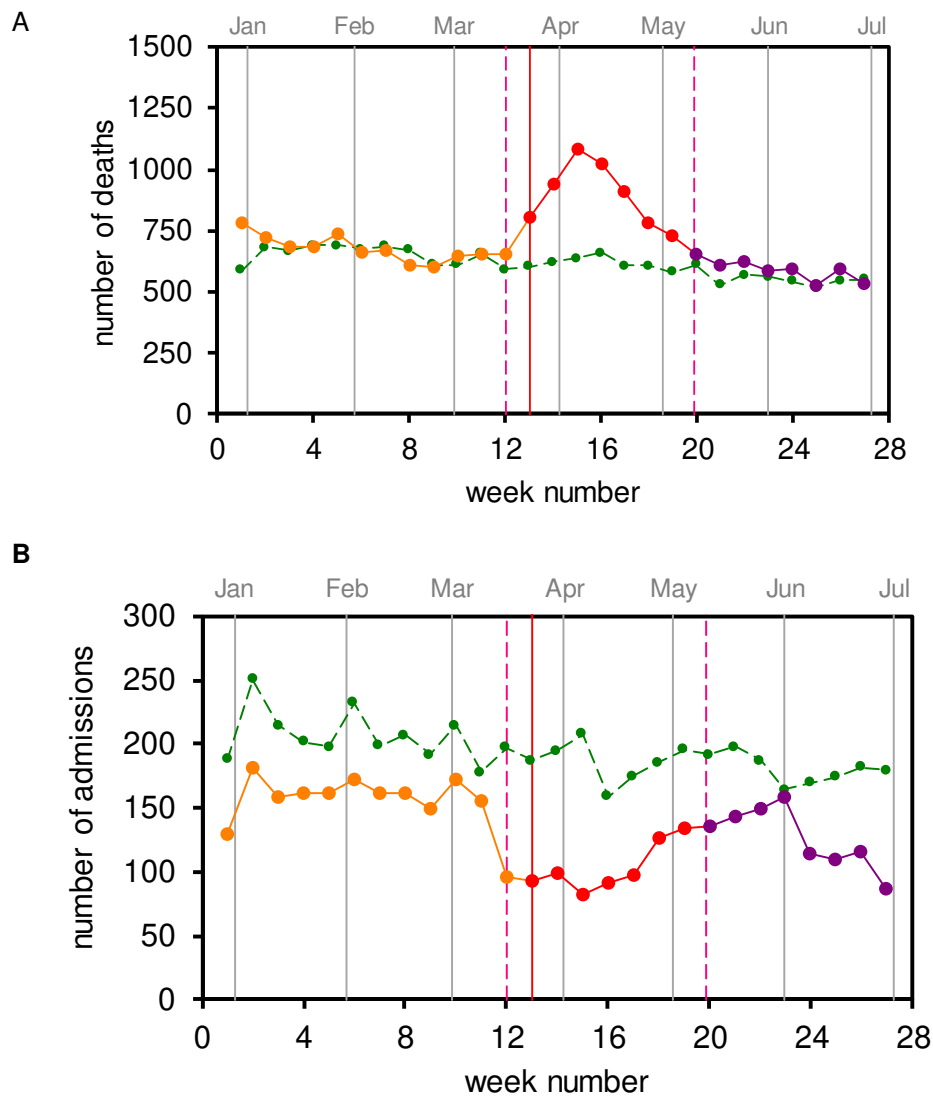 A
Jan Feb Mar Apr May Jun Jul
1500
1250
1000
750
500
250
0
number of deaths
0 4 8 12 16 20 24 28
week number
B
Jan Feb Mar Apr May Jun Jul
300
250
200
150
100
50
0
number of admissions
0 4 8 12 16 20 24 28
week number